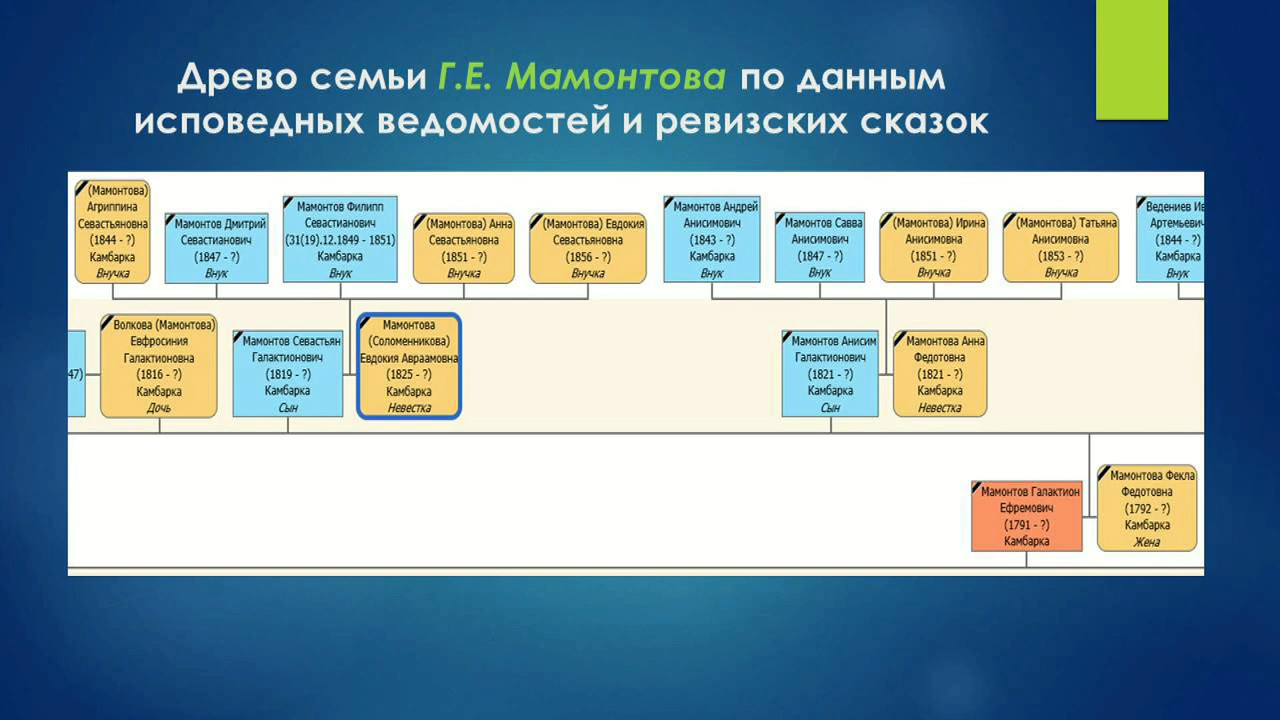 Древо семьи Г.Е. Мамонтова по данным
исповедных ведомостей и ревизских сказок
(Мамонтова)
Агриппина
Севастьяновна
(1844 - ?)
Камбарка
Внучка
Мамонтов Дмитрий
Севастианович
(1847 - ?)
Внук
Мамонтов Филипп
Севастианович
(31(19).12.1849 - 1851)
Камбарка
Внук
(Мамонтова) Анна
Севастьяновна
(1851 - ?)
Внучка
(Мамонтова) Евдокия
Севастьяновна
(1856 - ?)
Внучка
Мамонтов Андрей
Анисимович
(1843 - ?)
Камбарка
Внук
Мамонтов Савва
Анисимович
(1847 - ?)
Внук
(Мамонтова) Ирина
Анисимовна
(1851 - ?)
Внучка
(Мамонтова) Татьяна
Анисимовна
(1853 - ?)
Внучка
Ведениев Ив
Артемьевич
(1844 - ?)
Камбарка
Внук
47)
Волкова (Мамонтова)
Евфросиния
Галактионовна
(1816 - ?)
Камбарка
Дочь
Мамонтов Севастьян
Галактионович
(1819 - ?)
Камбарка
Сын
Мамонтова
(Соломенникова)
Евдокия Авраамовна
(1825 - ?)
Камбарка
Невестка
Мамонтов Анисим
Галактионович
(1821 - ?)
Камбарка
Сын
Мамонтова Анна
Федотовна
(1821 - ?)
Камбарка
Невестка
Мамонтов Галактион
Ефремович
(1791 - ?)
Камбарка
Мамонтова Фекла
Федотовна
(1792 - ?)
Камбарка
Жена